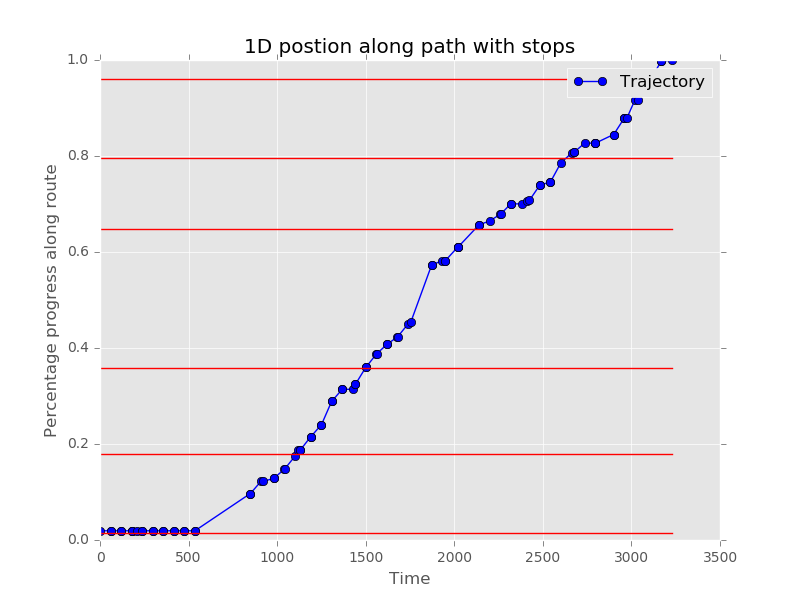 1D postion along path with stops
Trajectory
Percentage progress along route
1.0
0.8
0.6
0.4
0.2
0.0
0 500 1000 1500 2000 2500 3000 3500
Time